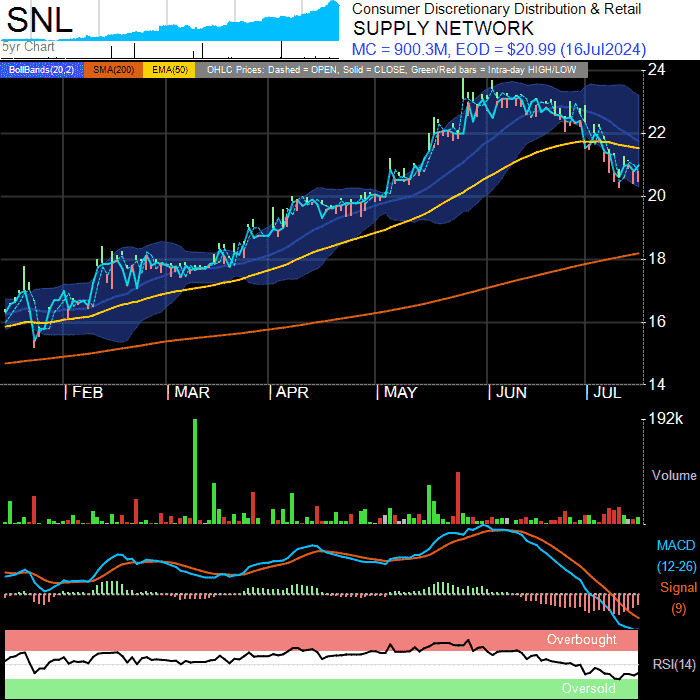 SNL
Consumer Discretionary Distribution & Retail
SUPPLY NETWORK
5yr Chart
MC = 900.3M, EOD = $20.99 (16Jul2024)
BollBands(20,2) SMA(200) EMA(50) OHLC Prices: Dashed = OPEN, Solid = CLOSE, Green/Red bars = Intra-day HIGH/LOW
24
22
20
18
16
14
FEB MAR APR MAY JUN JUL
192k
Volume
MACD
(12-26)
Signal
(9)
Overbought
RSI(14)
Oversold